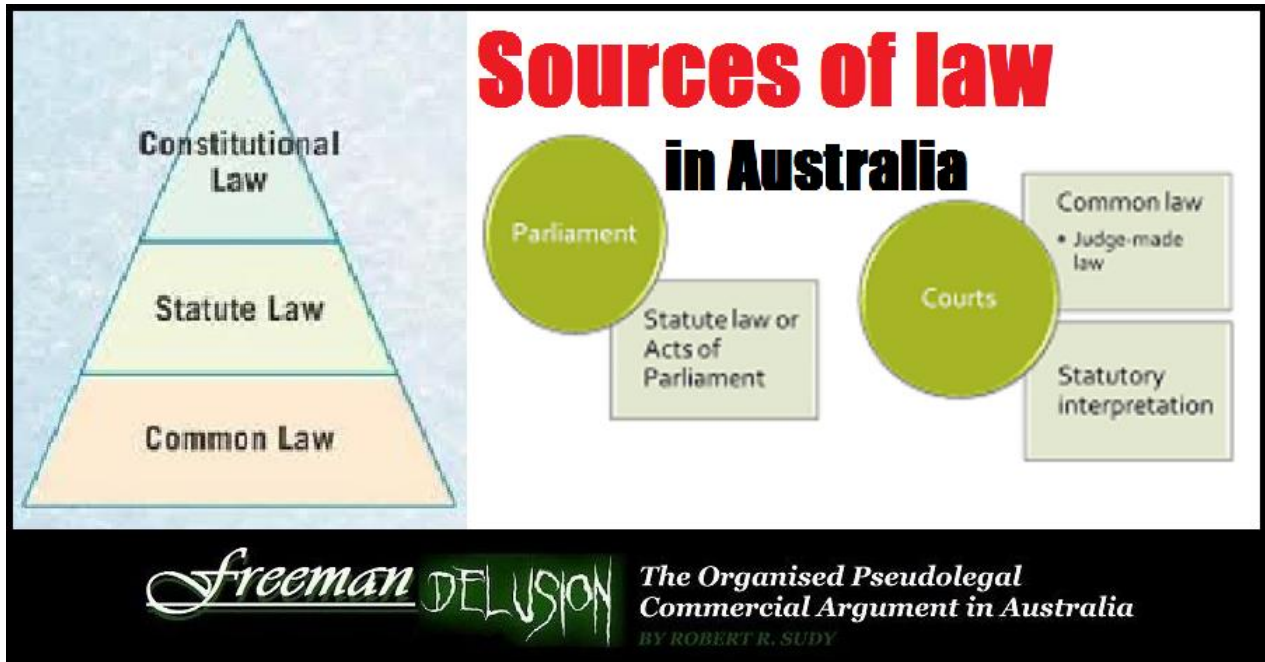 Constitutional
Law
Statute Law
Common Law
Sources of law
in Australia
Parliament
Statute law or
Acts of
Parliament
Courts
Common law
• Judge-made
law
Statutory
interpretation
freeman DELUSION
The Organised Pseudolegal
Commercial Argument in Australia
BY ROBERT R. SUDY